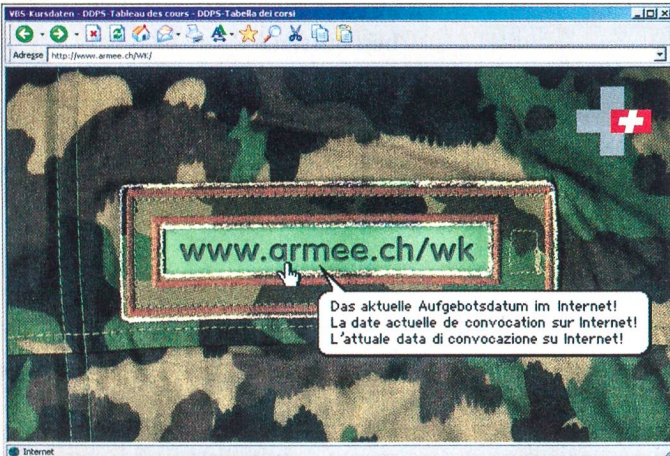 VBS-Kursdaten - DDPS-Tableau des cours - DDPS-Tabella dei corsi
Adresse http://www.armee.ch/WK/
www.armee.ch/wk
Das aktuelle Aufgebotsdatum im Internet!
La date actuelle de convocation sur Internet!
L'attuale data di convocazione su Internet!
Internet